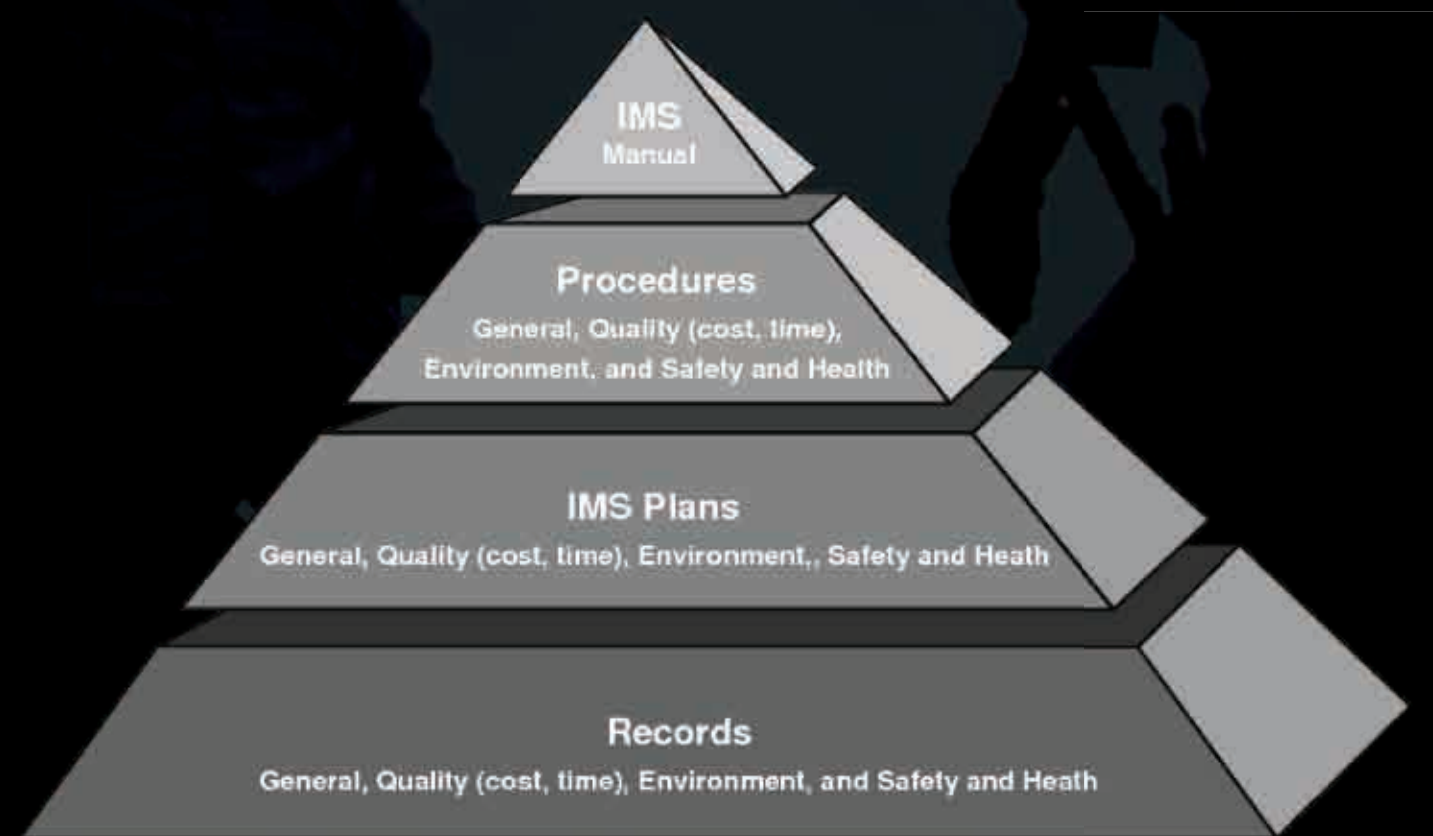 IMS
Manual
Procedures
General, Quality (cost, time),
Environment, and Safety and Health
IMS Plans
General, Quality (cost, time), Environment,, Safety and Heath
Records
General, Quality (cost, time), Environment, and Safety and Heath